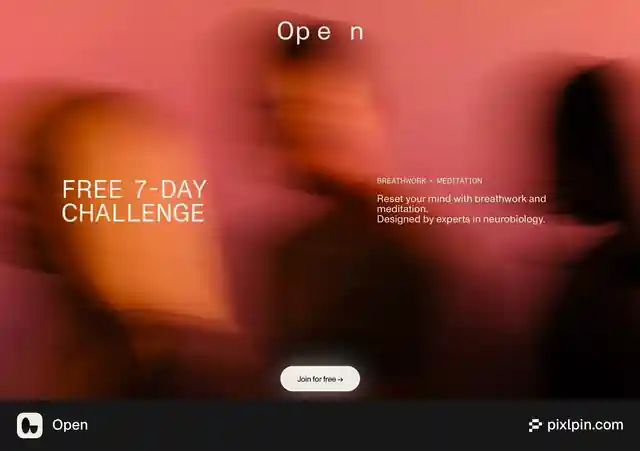 Open
FREE 7-DAY
CHALLENGE
BREATHWORK + MEDITATION
Reset your mind with breathwork and
meditation.
Designed by experts in neurobiology.
Join for free →
Open
pixlpin.com